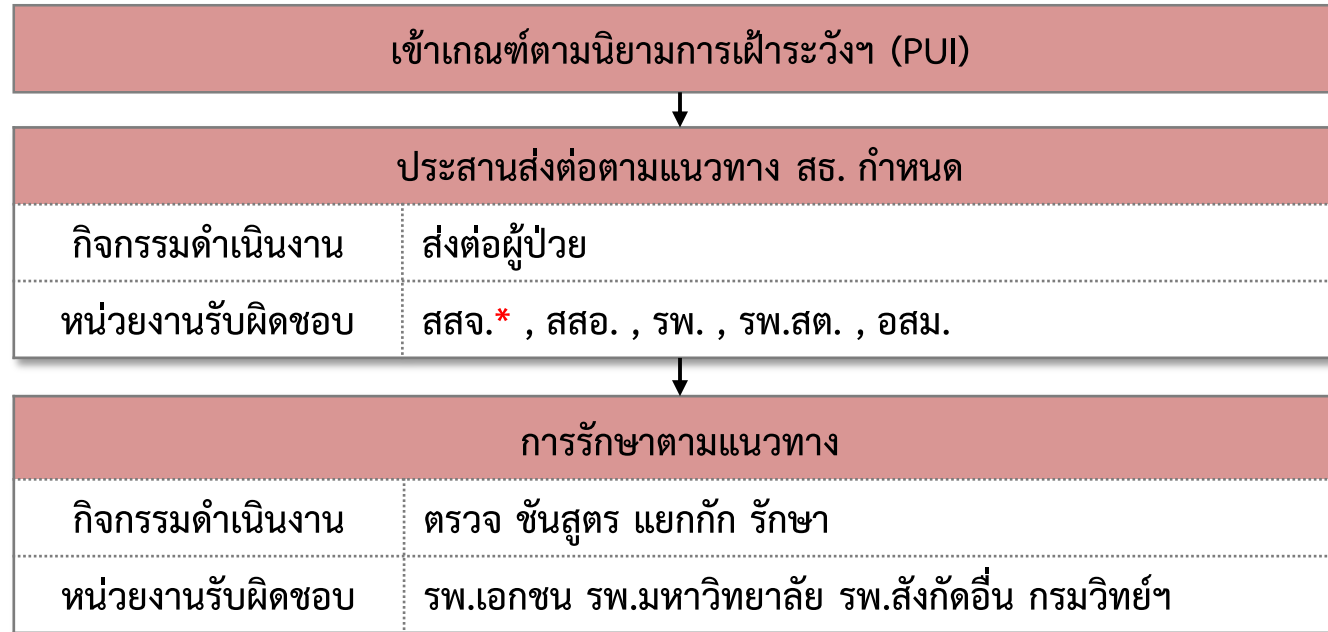 เข้าเกณฑ์ตามนิยามการเฝ้าระวังฯ (PUI)
ประสานส่งต่อตามแนวทาง สธ. กำหนด
กิจกรรมดำเนินงาน ส่งต่อผู้ป่วย
หน่วยงานรับผิดชอบ สสจ.* , สสอ. , รพ. , รพ.สต. , อสม.
การรักษาตามแนวทาง
กิจกรรมดำเนินงาน ตรวจ ชันสูตร แยกกัก รักษา
หน่วยงานรับผิดชอบ รพ.เอกชน รพ.มหาวิทยาลัย รพ.สังกัดอื่น กรมวิทย์ฯ